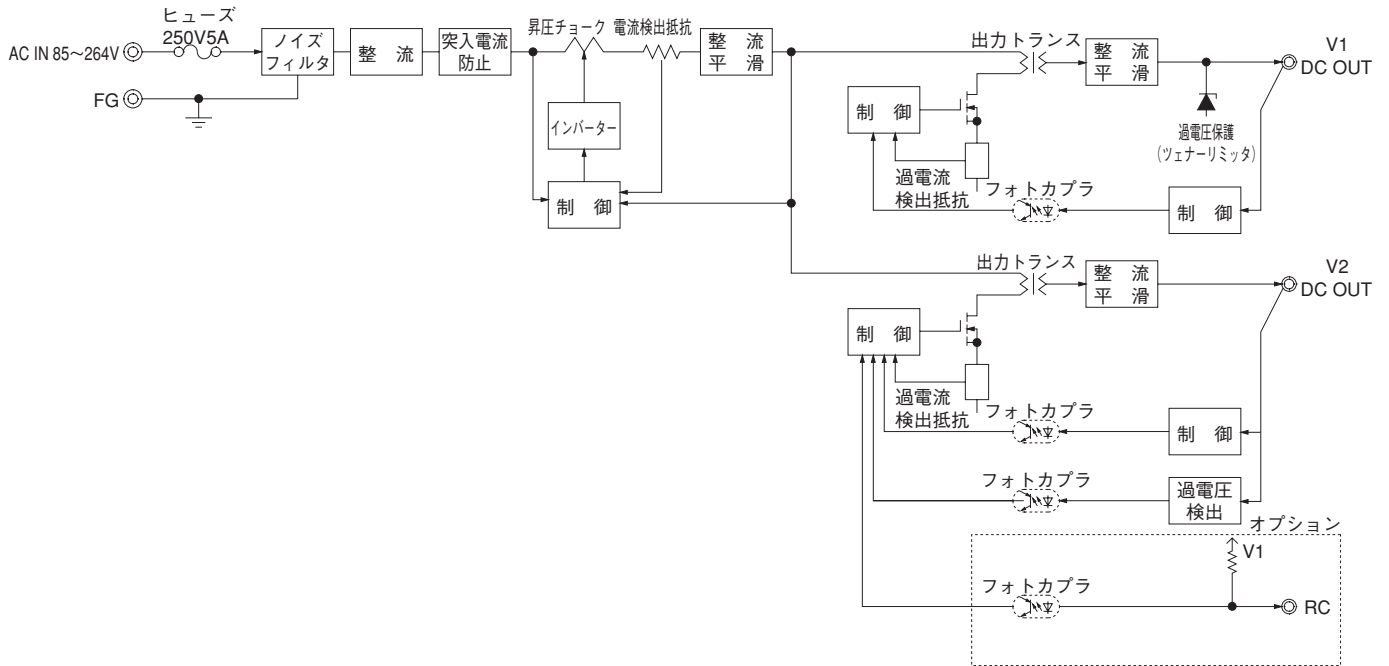 ヒューズ
250V5A
AC IN 85～264V
FG
ノイズ
フィルタ
整 流
突入電流
防止
昇圧チョーク
電流検出抵抗
整 流
平 滑
インバーター
制 御
出力トランス
整 流
平 滑
V1
DC OUT
制 御
過電圧保護
(ツェナーリミッタ)
過電流
検出抵抗
フォトカプラ
制 御
出力トランス
整 流
平 滑
V2
DC OUT
制 御
過電流
検出抵抗
フォトカプラ
制 御
フォトカプラ
過電圧
検出
オプション
V1
フォトカプラ
RC